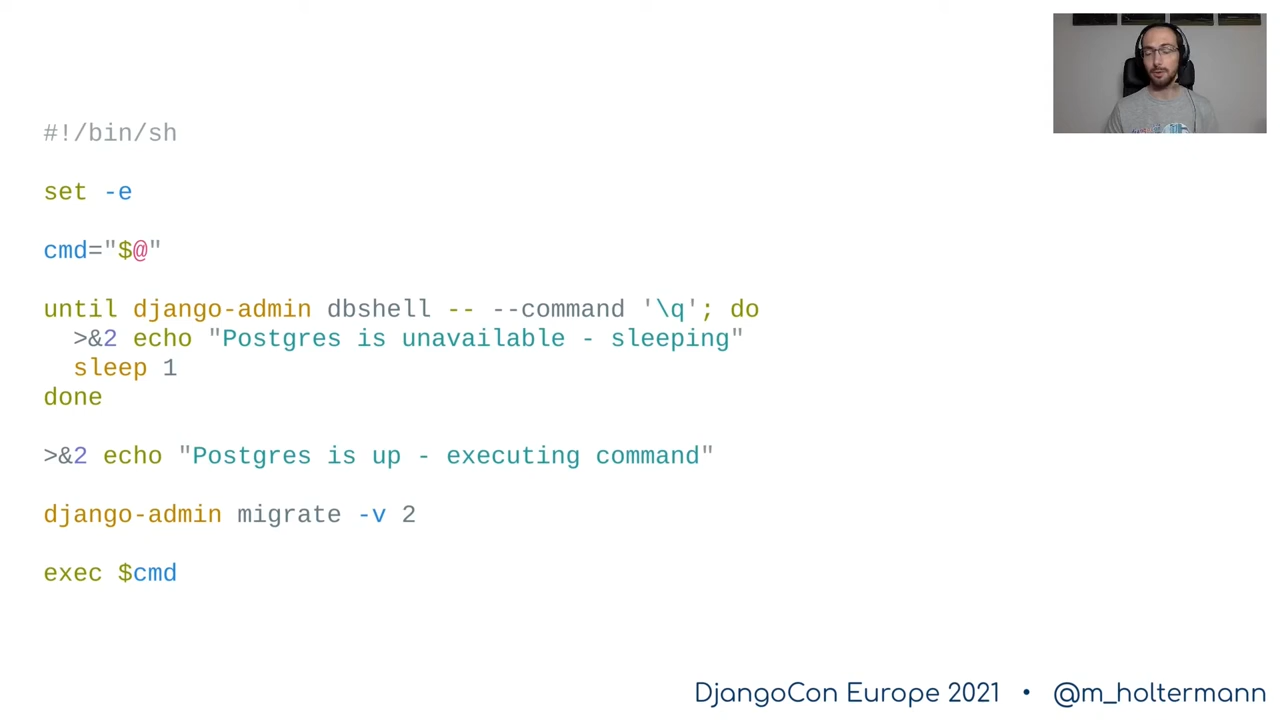 #!/bin/sh
set -e
cmd="$@"
until django-admin dbshell -- --command '\q'; do
>&2 echo "Postgres is unavailable - sleeping"
sleep 1
done
>&2 echo "Postgres is up - executing command"
django-admin migrate -v 2
exec $cmd
DjangoCon Europe 2021 • @m_holtermann